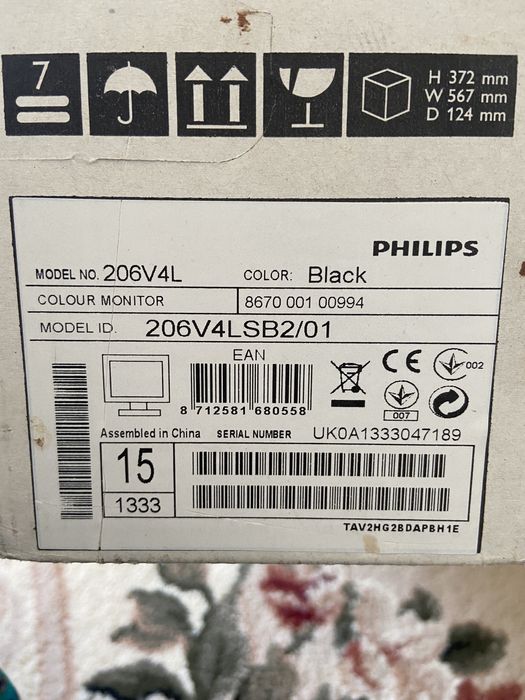 7
H 372 mm
W 567 mm
D 124 mm
PHILIPS
MODEL NO. 206V4L COLOR: Black
COLOUR MONITOR 8670 001 00994
MODEL ID. 206V4LSB2/01
EAN
8 712581 680558
CE
002
007
Assembled in China SERIAL NUMBER UK0A1333047189
15
1333
TAV2HG2BDAPBH1E